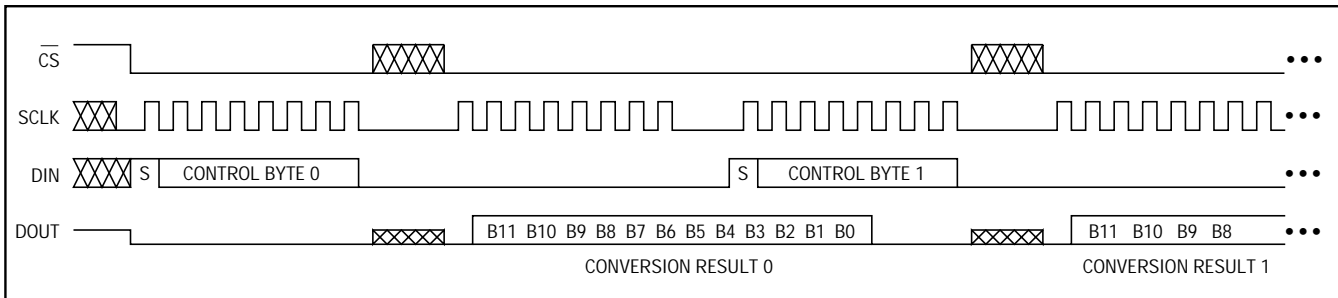 CS
SCLK
DIN S CONTROL BYTE 0 S CONTROL BYTE 1
DOUT B11 B10 B9 B8 B7 B6 B5 B4 B3 B2 B1 B0 B11 B10 B9 B8
CONVERSION RESULT 0 CONVERSION RESULT 1